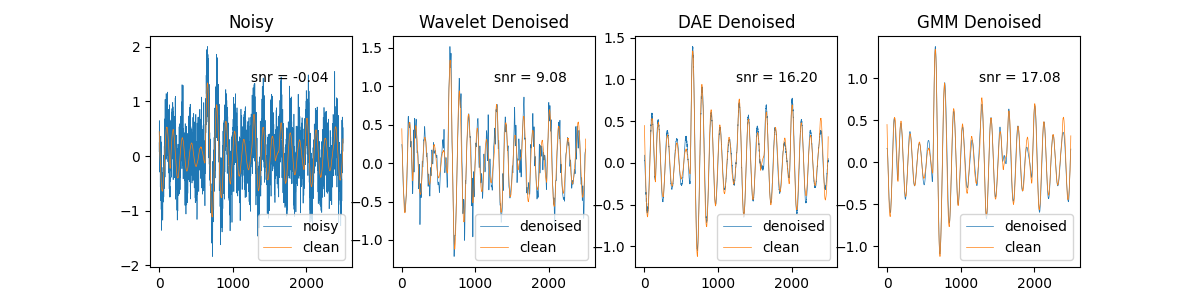 Noisy
2
1
0
−1
−2
snr = -0.04
noisy
clean
0
1000
2000
Wavelet Denoised
1.5
1.0
0.5
0.0
−0.5
−1.0
snr = 9.08
denoised
clean
0
1000
2000
DAE Denoised
1.5
1.0
0.5
0.0
−0.5
−1.0
snr = 16.20
denoised
clean
0
1000
2000
GMM Denoised
1.0
0.5
0.0
−0.5
−1.0
snr = 17.08
denoised
clean
0
1000
2000